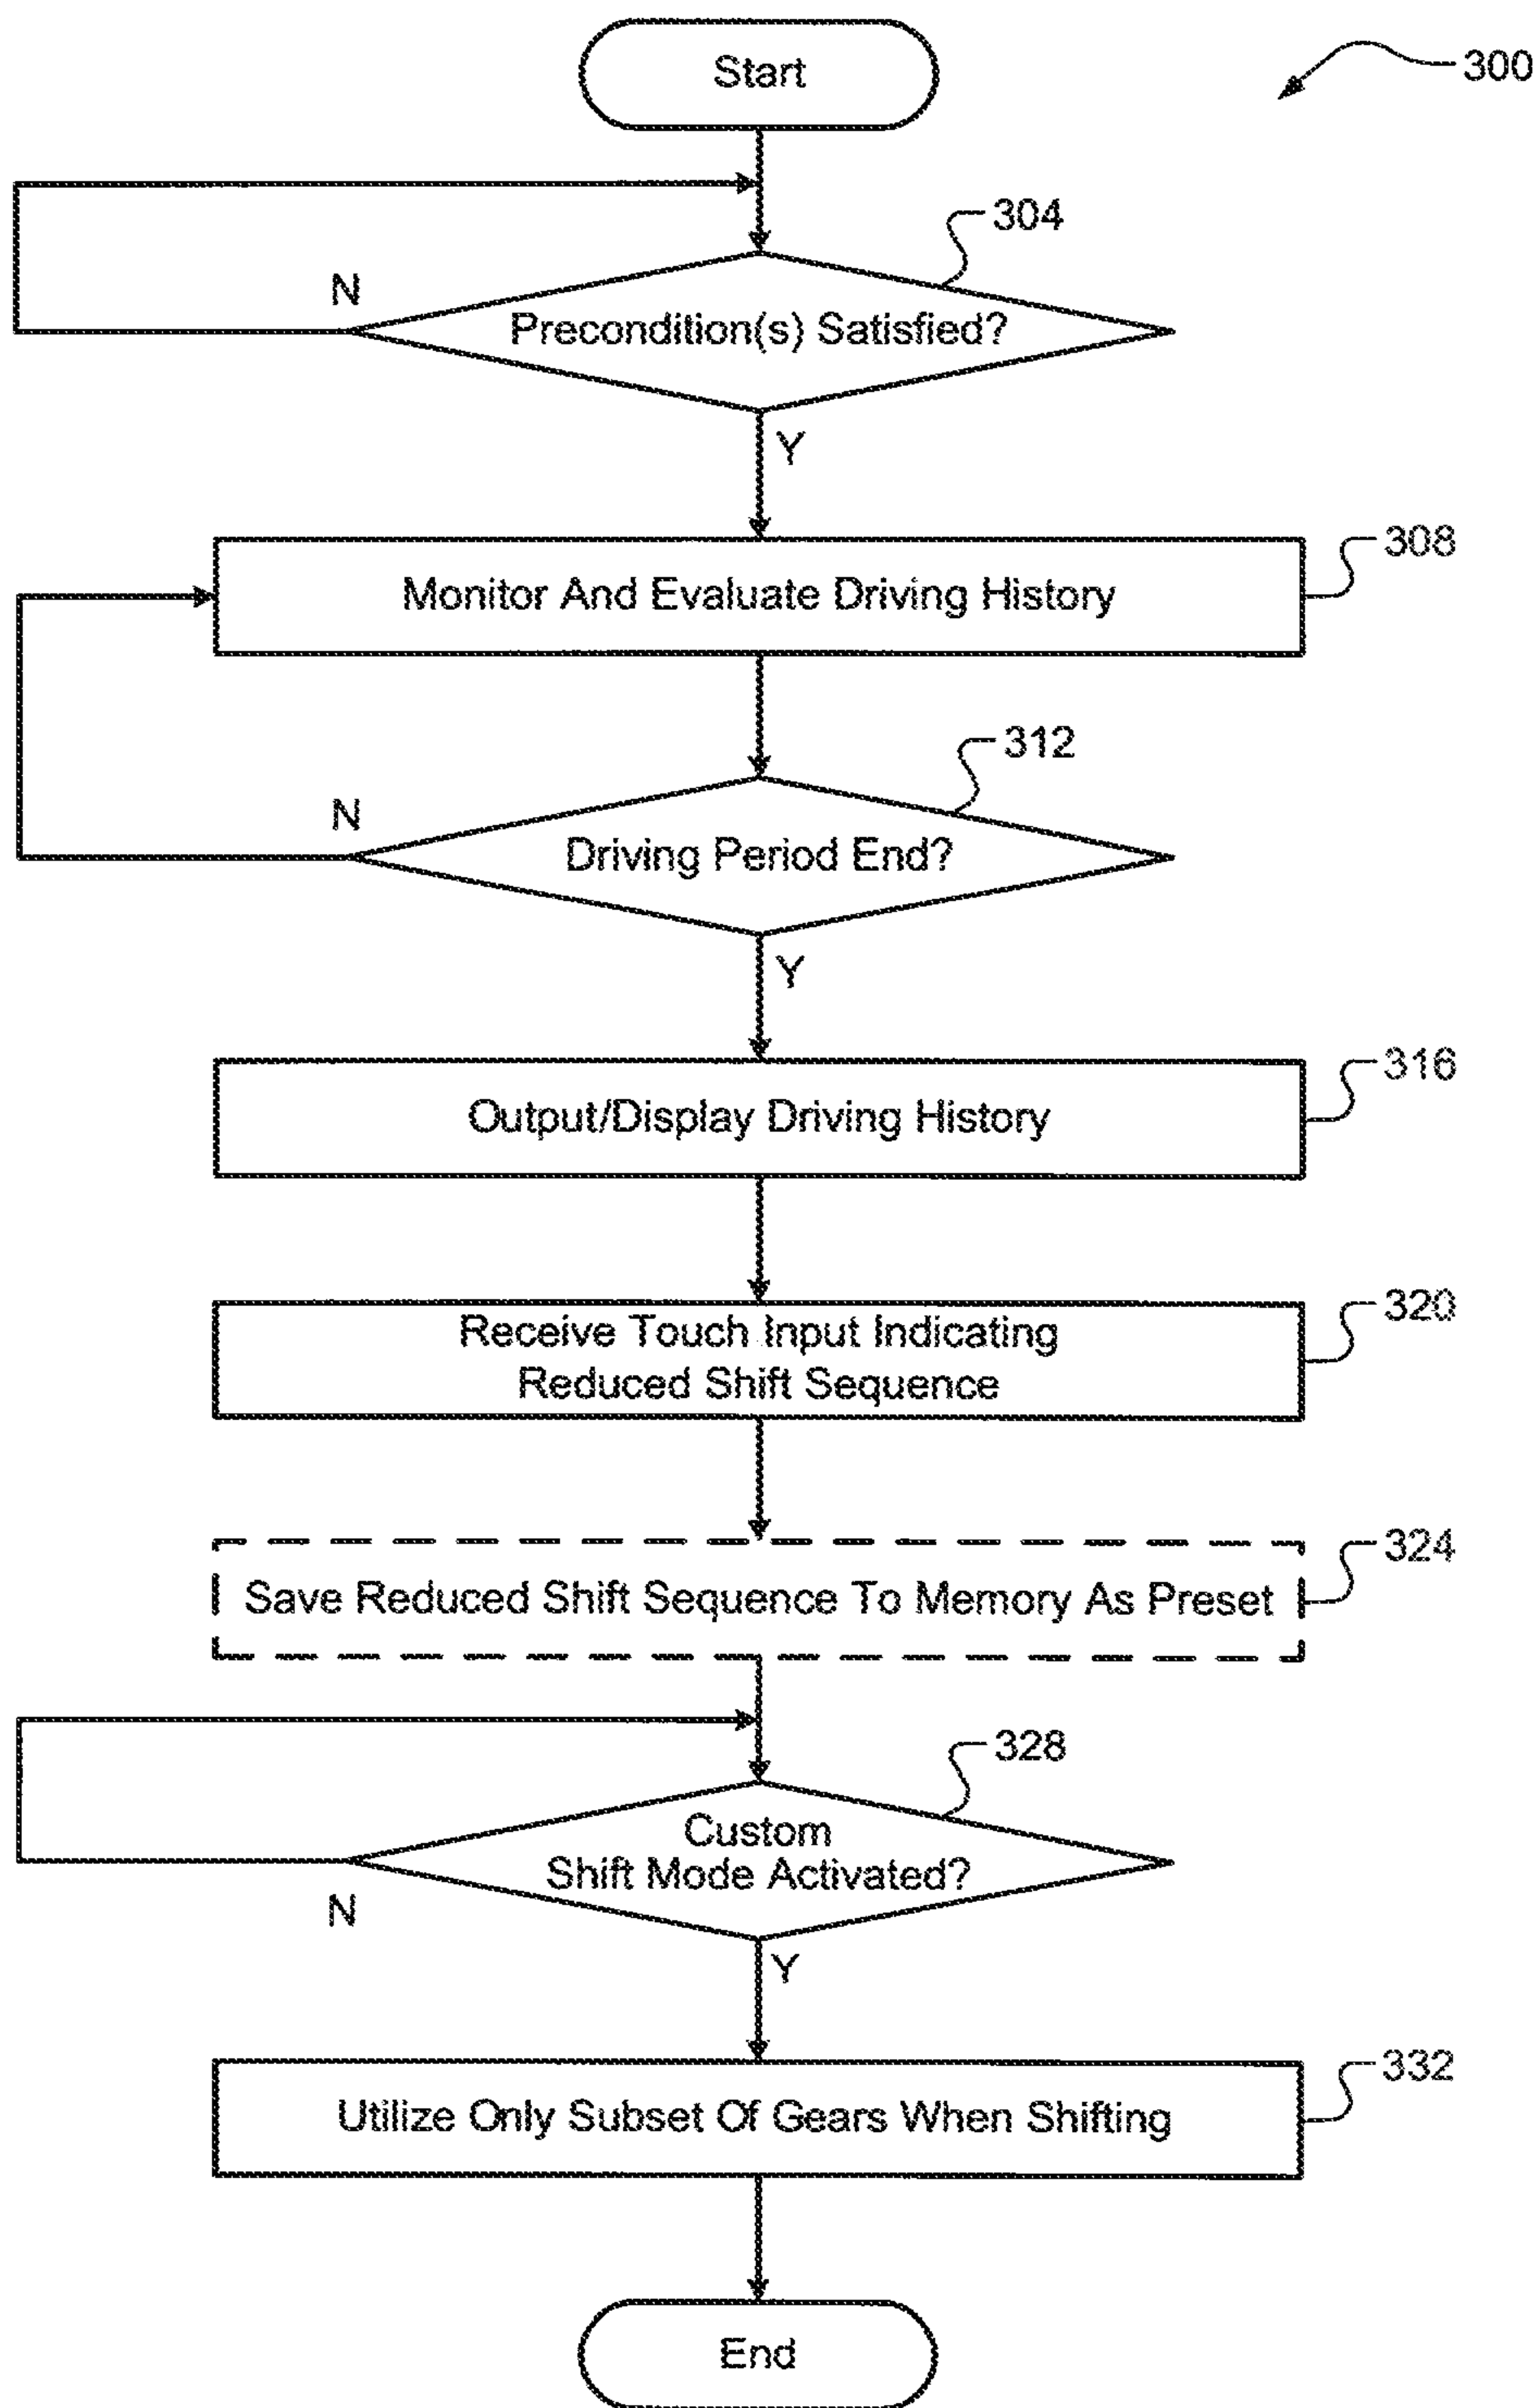 Start
300
304
N
Precondition(s) Satisfied?
Y
308
Monitor And Evaluate Driving History
312
N
Driving Period End?
Y
316
Output/Display Driving History
320
Receive Touch Input Indicating
Reduced Shift Sequence
324
Save Reduced Shift Sequence To Memory As Preset
328
Custom
Shift Mode Activated?
N
Y
332
Utilize Only Subset Of Gears When Shifting
End